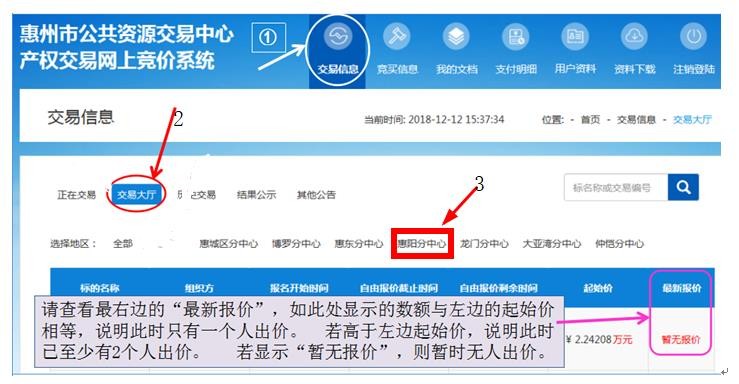 惠州市公共资源交易中心
产权交易网上竞价系统
①
交易信息 竞买信息 我的文档 支付明细 用户资料 资料下载 注销登陆
交易信息
2
当前时间: 2018-12-12 15:37:34
位置: - 首页 - 交易信息 - 交易大厅
3
正在交易 交易大厅 交易 结果公示 其他公告
标名称或交易编号
选择地区: 全部 惠城区分中心 博罗分中心 惠东分中心 惠阳分中心 龙门分中心 大亚湾分中心 仲恺分中心
标的名称 组织方 报名开始时间 自由报价截止时间 自由报价剩余时间 起始价 最新报价
请查看最右边的“最新报价”，如此处显示的数额与左边的起始价
相等，说明此时只有一个人出价。 若高于左边起始价，说明此时
已至少有2个人出价。 若显示“暂无报价”，则暂时无人出价。
¥ 2.24208万元 暂无报价